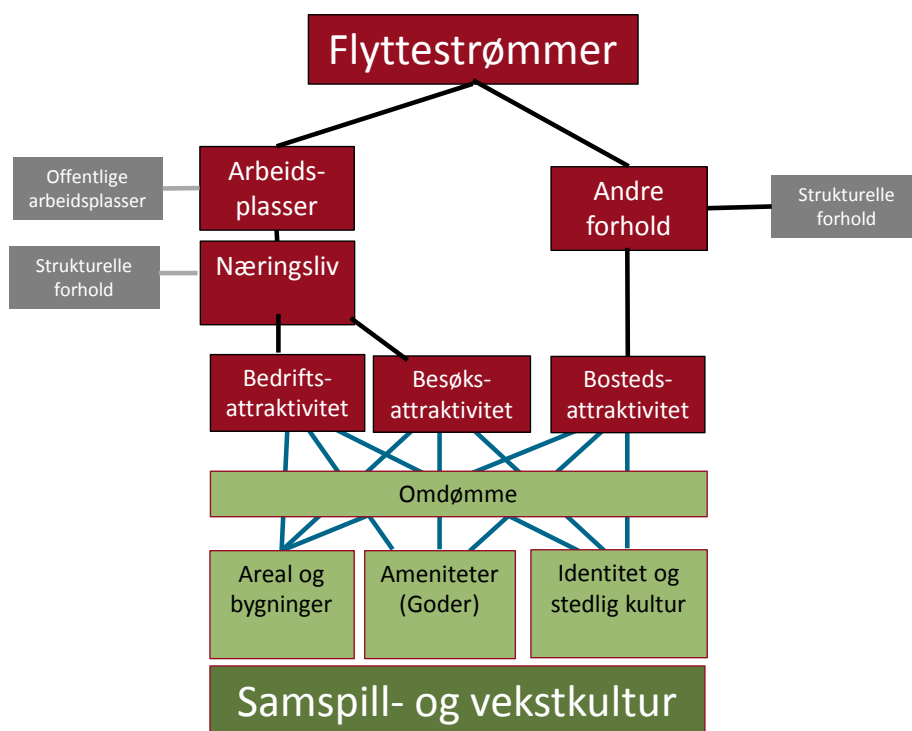 Flyttestrømmer
Offentlige
arbeidsplasser
Arbeids-
plasser
Andre
forhold
Strukturelle
forhold
Strukturelle
forhold
Næringsliv
Bedrifts-
attraktivitet
Besøks-
attraktivitet
Bosteds-
attraktivitet
Omdømme
Areal og
bygninger
Ameniteter
(Goder)
Identitet og
stedlig kultur
Samspill- og vekstkultur